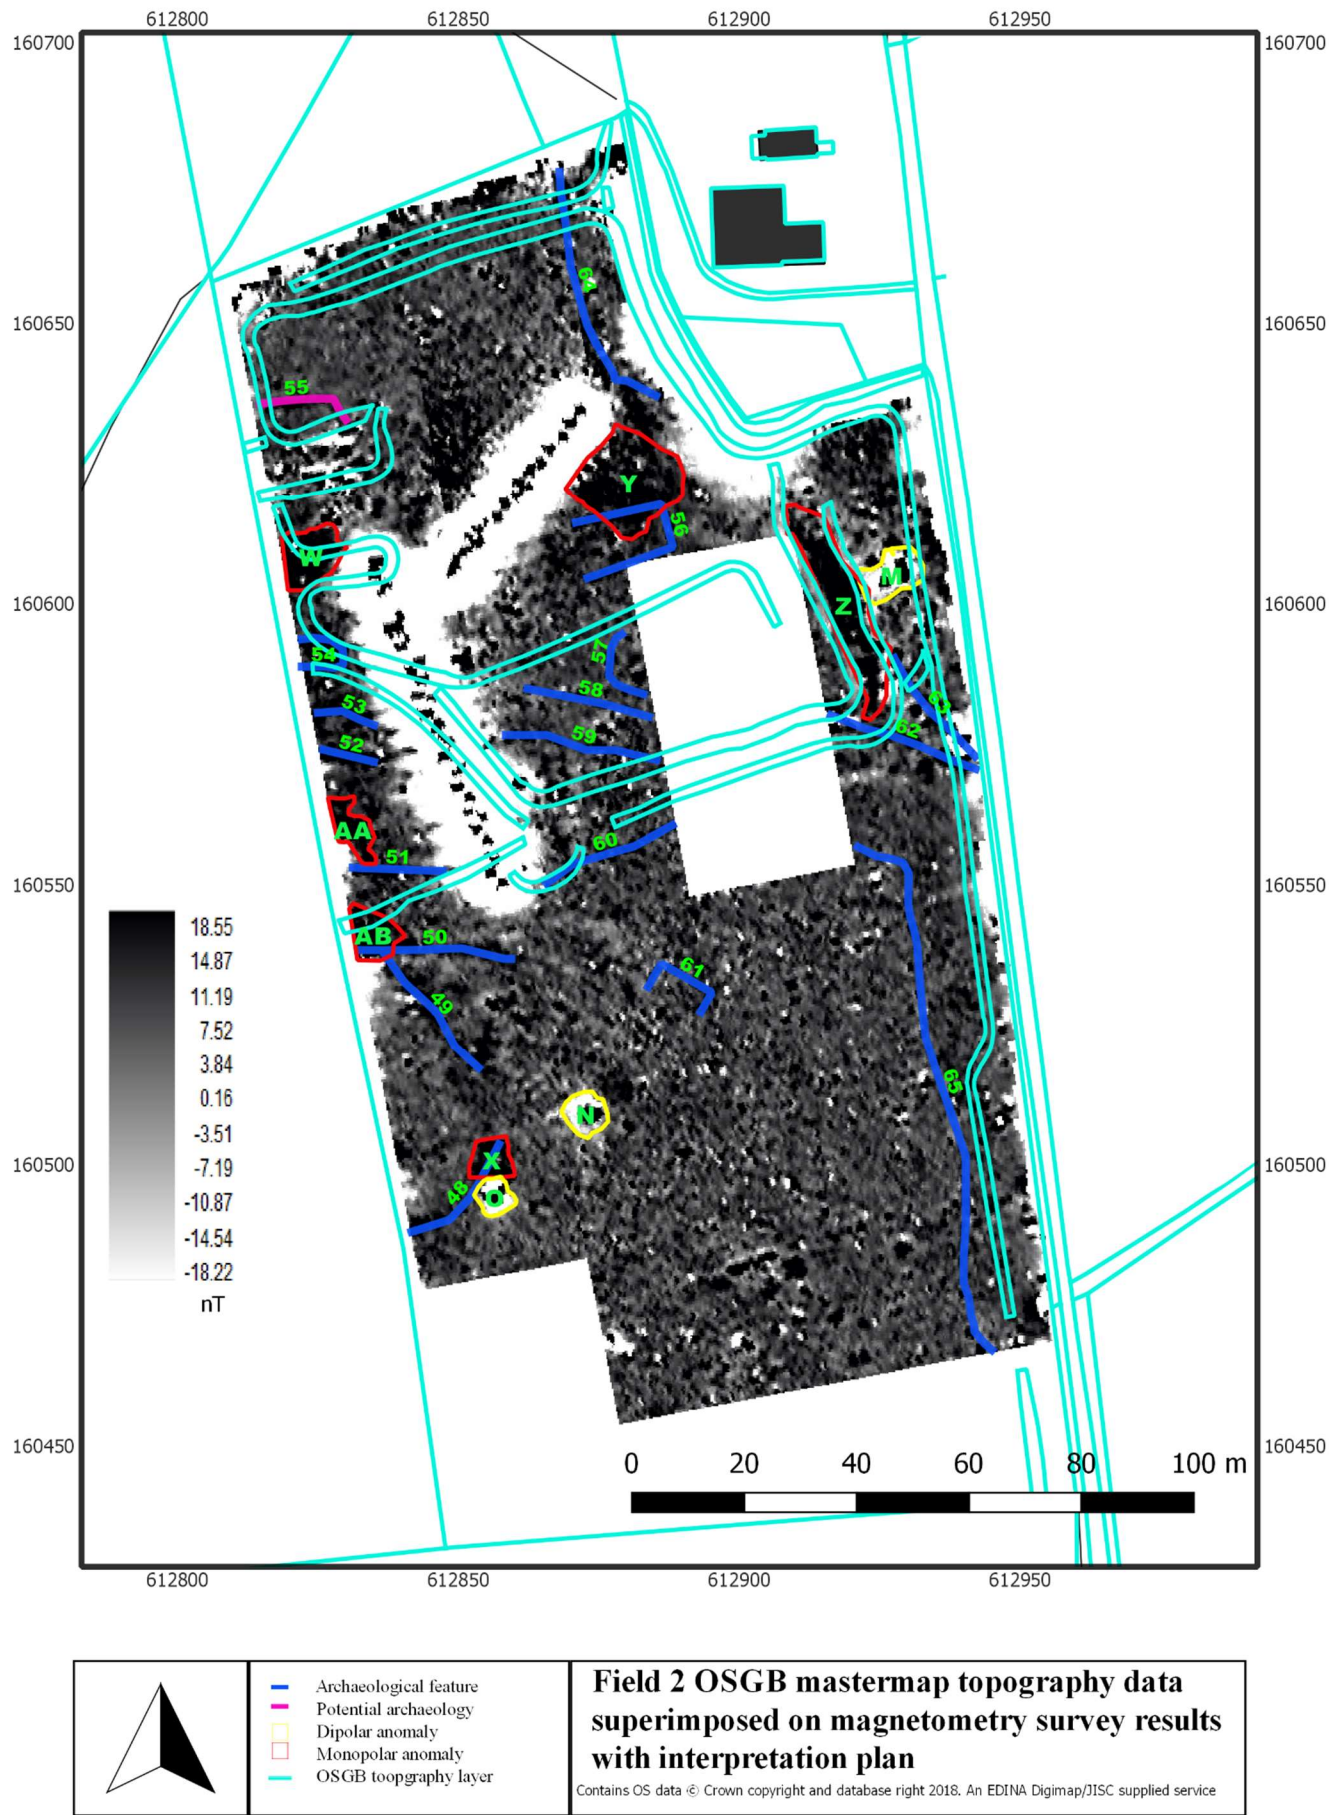 612800 612850 612900 612950
160700 160700
64
160650 160650
55
Y
56
W M
160600 Z 160600
57
54 58
53 63
59 62
52
AA
60
51
160550 160550
18.55 AB 50
14.87 61
11.19 49
7.52
3.84
0.16 65
-3.51 N
-7.19 X
160500 160500
-10.87 48 O
-14.54
-18.22
nT
160450 160450
0 20 40 60 80 100 m
612800 612850 612900 612950
Archaeological feature
Potential archaeology
Dipolar anomaly
Monopolar anomaly
OSGB toopgraphy layer
Field 2 OSGB mastermap topography data
superimposed on magnetometry survey results
with interpretation plan
Contains OS data © Crown copyright and database right 2018. An EDINA Digimap/JISC supplied service